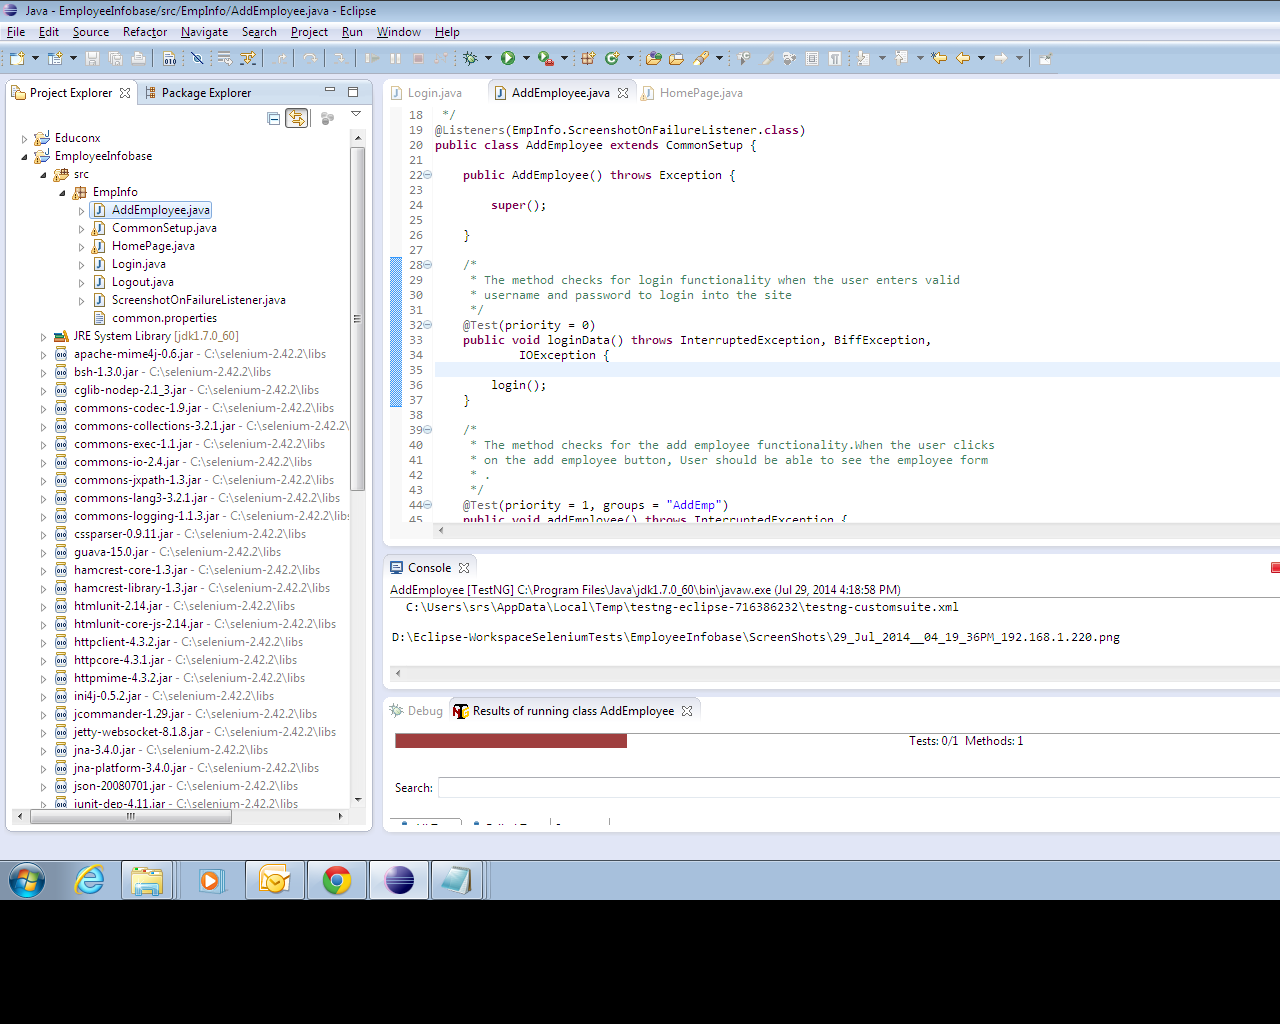 Java - EmployeeInfobase/src/EmpInfo/AddEmployee.java - Eclipse
File Edit Source Refactor Navigate Search Project Run Window Help
Project Explorer
Package Explorer
Educonx
EmployeeInfobase
src
EmpInfo
AddEmployee.java
CommonSetup.java
HomePage.java
Login.java
Logout.java
ScreenshotOnFailureListener.java
common.properties
JRE System Library [jdk1.7.0_60]
apache-mime4j-0.6.jar - C:\selenium-2.42.2\libs
bsh-1.3.0.jar - C:\selenium-2.42.2\libs
cglib-nodep-2.1_3.jar - C:\selenium-2.42.2\libs
commons-codec-1.9.jar - C:\selenium-2.42.2\libs
commons-collections-3.2.1.jar - C:\selenium-2.42.2\
commons-exec-1.1.jar - C:\selenium-2.42.2\libs
commons-io-2.4.jar - C:\selenium-2.42.2\libs
commons-jxpath-1.3.jar - C:\selenium-2.42.2\libs
commons-lang3-3.2.1.jar - C:\selenium-2.42.2\libs
commons-logging-1.1.3.jar - C:\selenium-2.42.2\libs
cssparser-0.9.11.jar - C:\selenium-2.42.2\libs
guava-15.0.jar - C:\selenium-2.42.2\libs
hamcrest-core-1.3.jar - C:\selenium-2.42.2\libs
hamcrest-library-1.3.jar - C:\selenium-2.42.2\libs
htmlunit-2.14.jar - C:\selenium-2.42.2\libs
htmlunit-core-js-2.14.jar - C:\selenium-2.42.2\libs
httpclient-4.3.2.jar - C:\selenium-2.42.2\libs
httpcore-4.3.1.jar - C:\selenium-2.42.2\libs
httpmime-4.3.2.jar - C:\selenium-2.42.2\libs
ini4j-0.5.2.jar - C:\selenium-2.42.2\libs
jcommander-1.29.jar - C:\selenium-2.42.2\libs
jetty-websocket-8.1.8.jar - C:\selenium-2.42.2\libs
jna-3.4.0.jar - C:\selenium-2.42.2\libs
jna-platform-3.4.0.jar - C:\selenium-2.42.2\libs
json-20080701.jar - C:\selenium-2.42.2\libs
junit-dep-4.11.jar - C:\selenium-2.42.2\libs
Login.java
AddEmployee.java
HomePage.java
18 */
19 @Listeners(EmpInfo.ScreenshotOnFailureListener.class)
20 public class AddEmployee extends CommonSetup {
21
22 public AddEmployee() throws Exception {
23
24 super();
25
26 }
27
28 /*
29 * The method checks for login functionality when the user enters valid
30 * username and password to login into the site
31 */
32 @Test(priority = 0)
33 public void loginData() throws InterruptedException, BiffException,
34 IOException {
35
36 login();
37 }
38
39 /*
40 * The method checks for the add employee functionality.When the user clicks
41 * on the add employee button, User should be able to see the employee form
42 * .
43 */
44 @Test(priority = 1, groups = "AddEmp")
45 public void addEmployee() throws InterruptedException {
Console
AddEmployee [TestNG] C:\Program Files\Java\jdk1.7.0_60\bin\javaw.exe (Jul 29, 2014 4:18:58 PM)
C:\Users\srs\AppData\Local\Temp\testng-eclipse-716386232\testng-customsuite.xml
D:\Eclipse-WorkspaceSeleniumTests\EmployeeInfobase\ScreenShots\29_Jul_2014__04_19_36PM_192.168.1.220.png
Debug
Results of running class AddEmployee
Tests: 0/1 Methods: 1
Search: